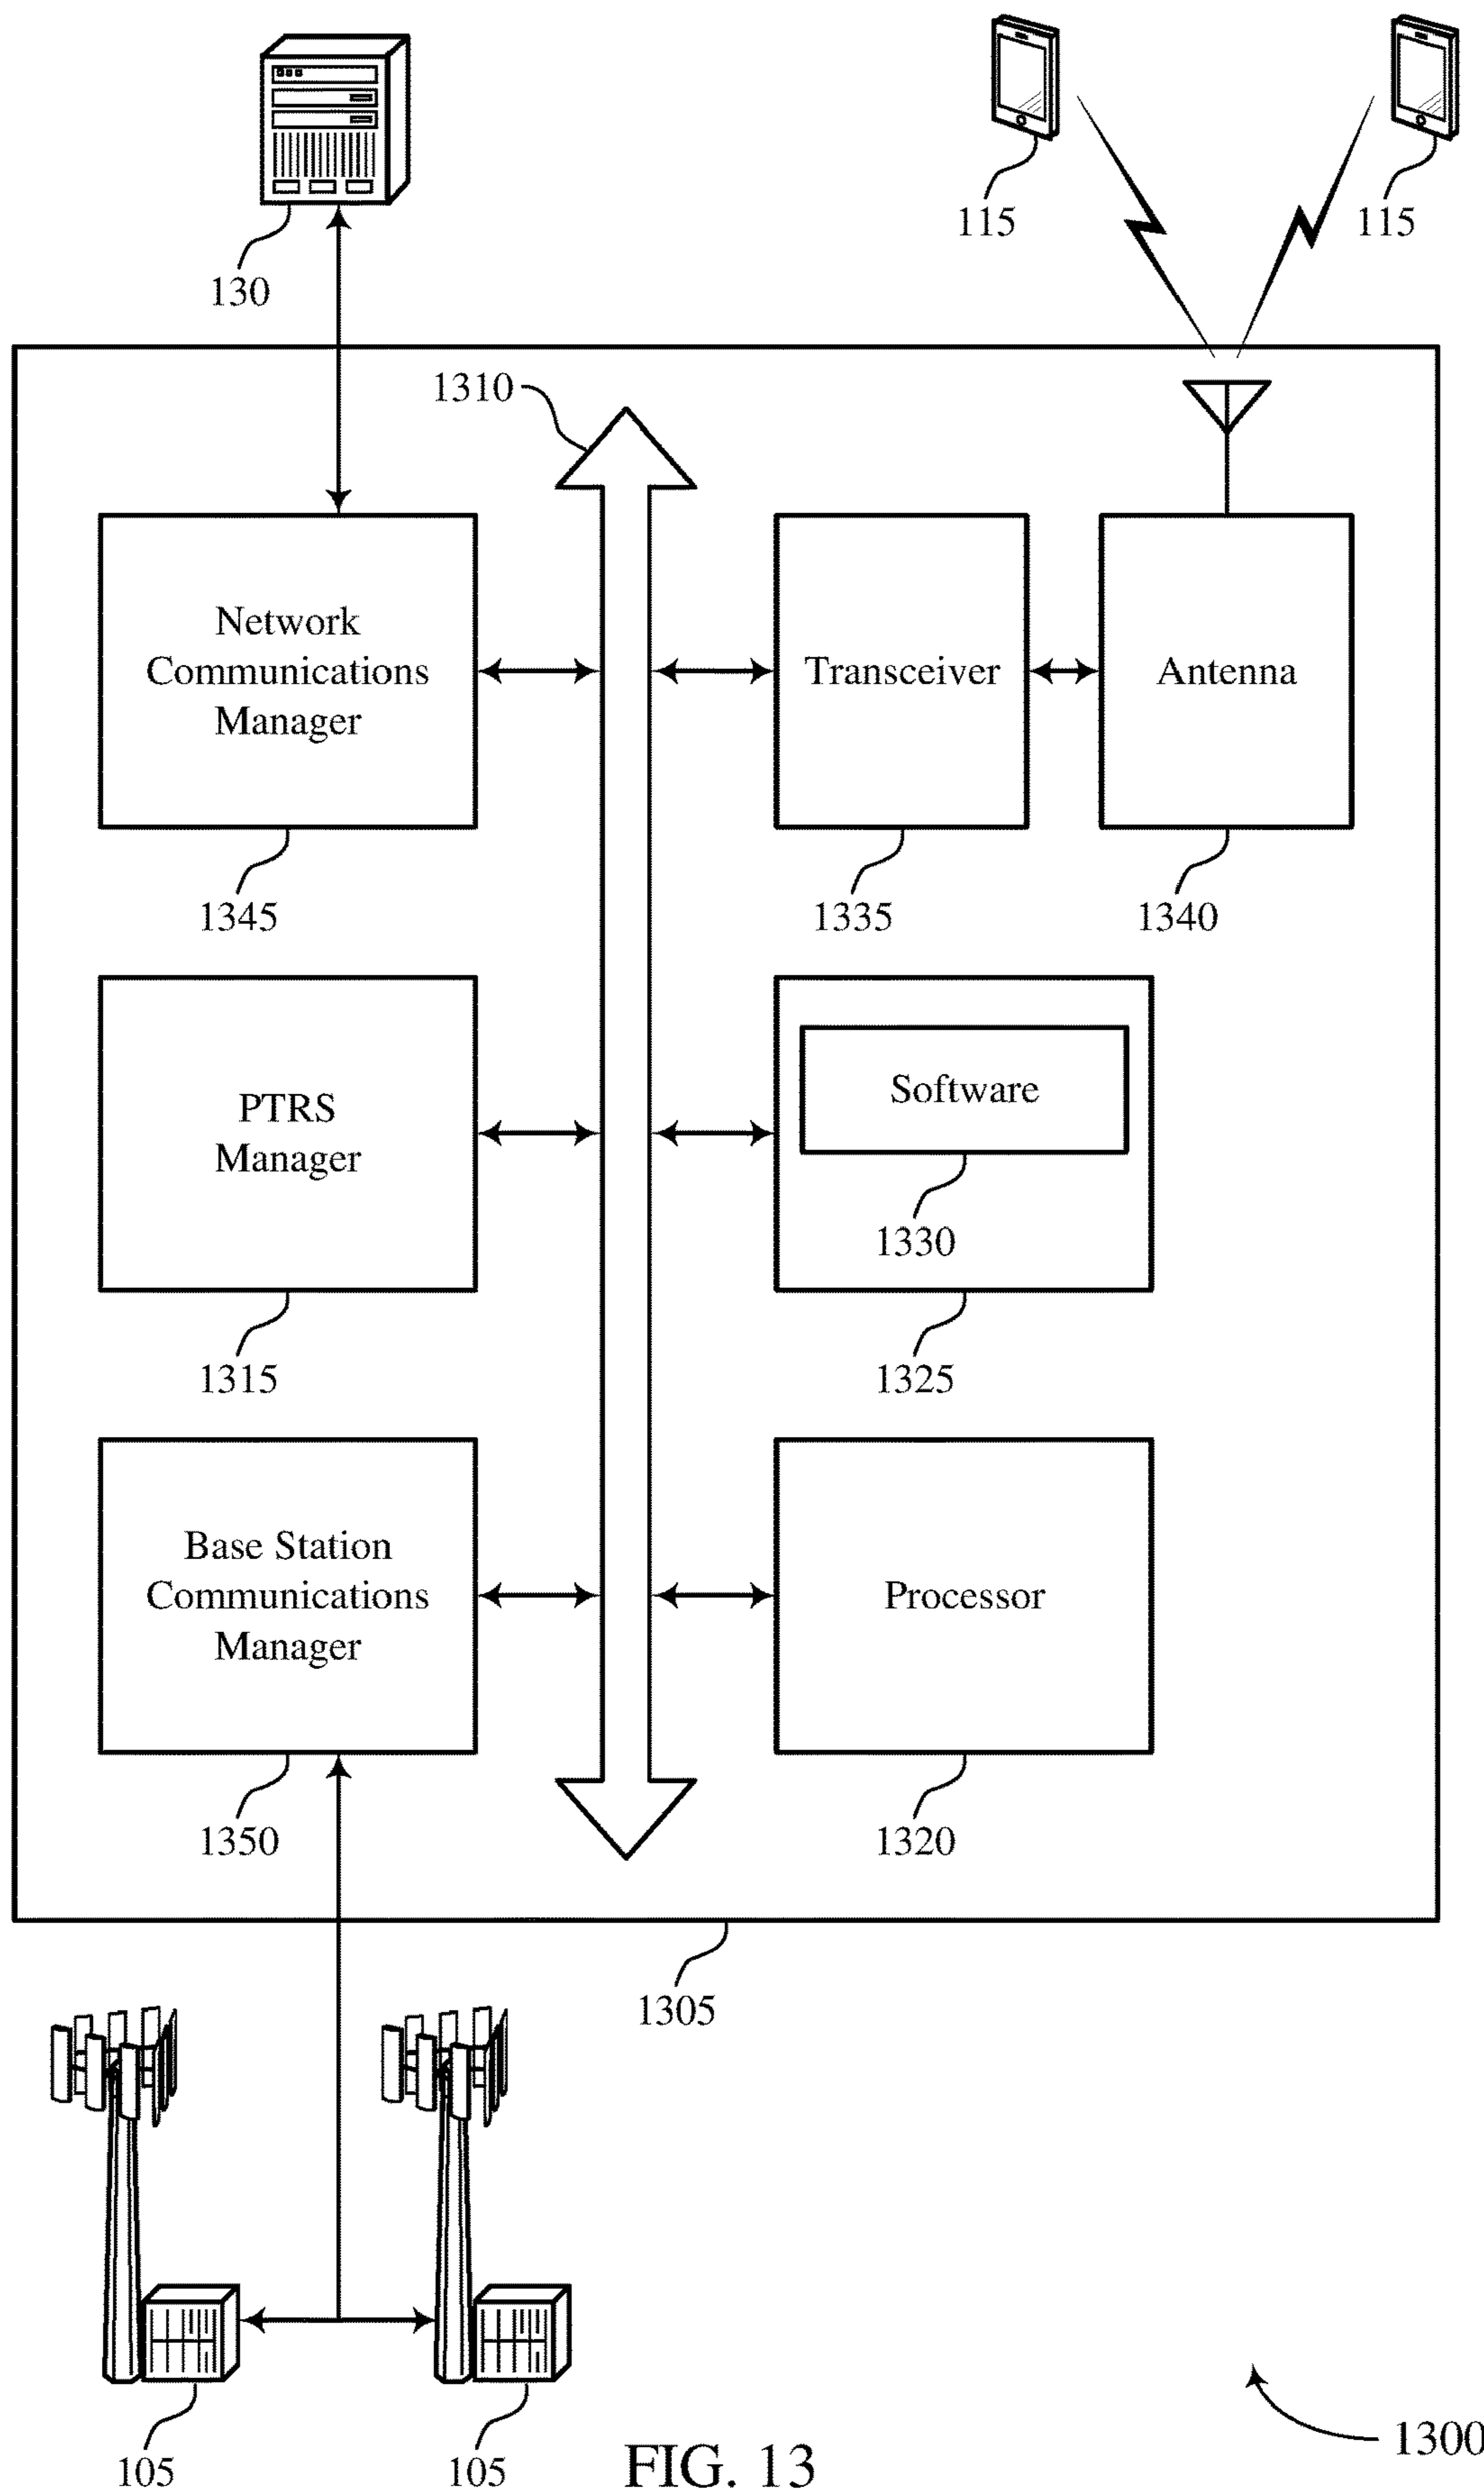 130
115
115
1310
Network
Communications
Manager
Transceiver
Antenna
1345
1335
1340
PTRS
Manager
Software
1330
1315
1325
Base Station
Communications
Manager
Processor
1350
1320
1305
105
105
FIG. 13
1300